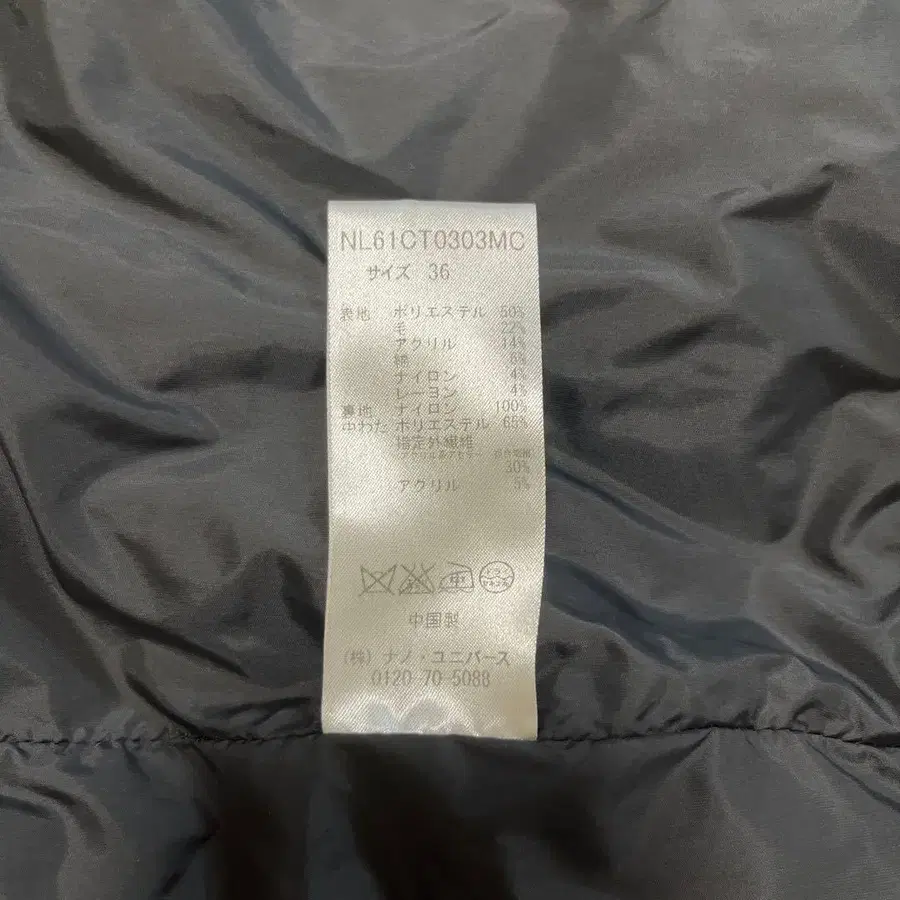 NL61CT0303MC
サイズ 36
表地 ポリエステル 50%
毛 22%
アクリル 14%
綿 6%
ナイロン 4%
レーヨン 4%
裏地 ナイロン 100%
中わた ポリエステル 65%
指定外繊維
30%
アクリル 5%
中
中国製
(株) ナノ・ユニバース
0120-70-5088